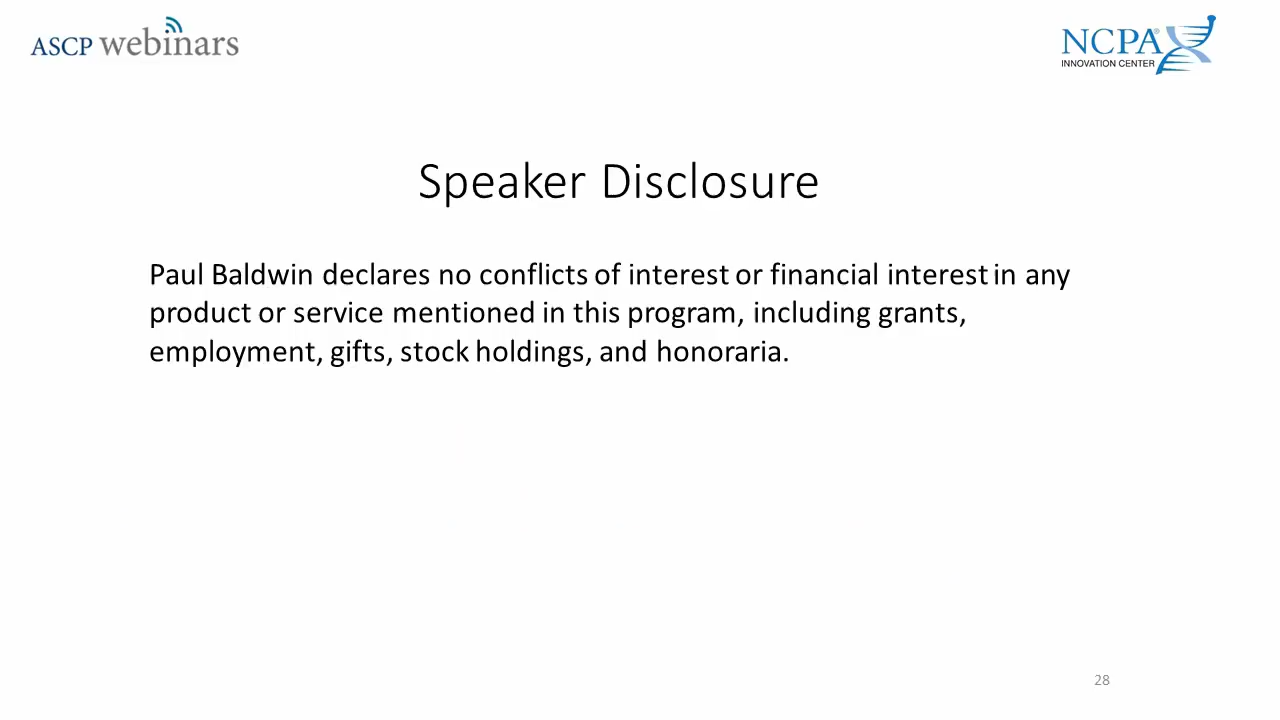 ASCP webinars
NCPA®
INNOVATION CENTER
Speaker Disclosure
Paul Baldwin declares no conflicts of interest or financial interest in any
product or service mentioned in this program, including grants,
employment, gifts, stock holdings, and honoraria.
28